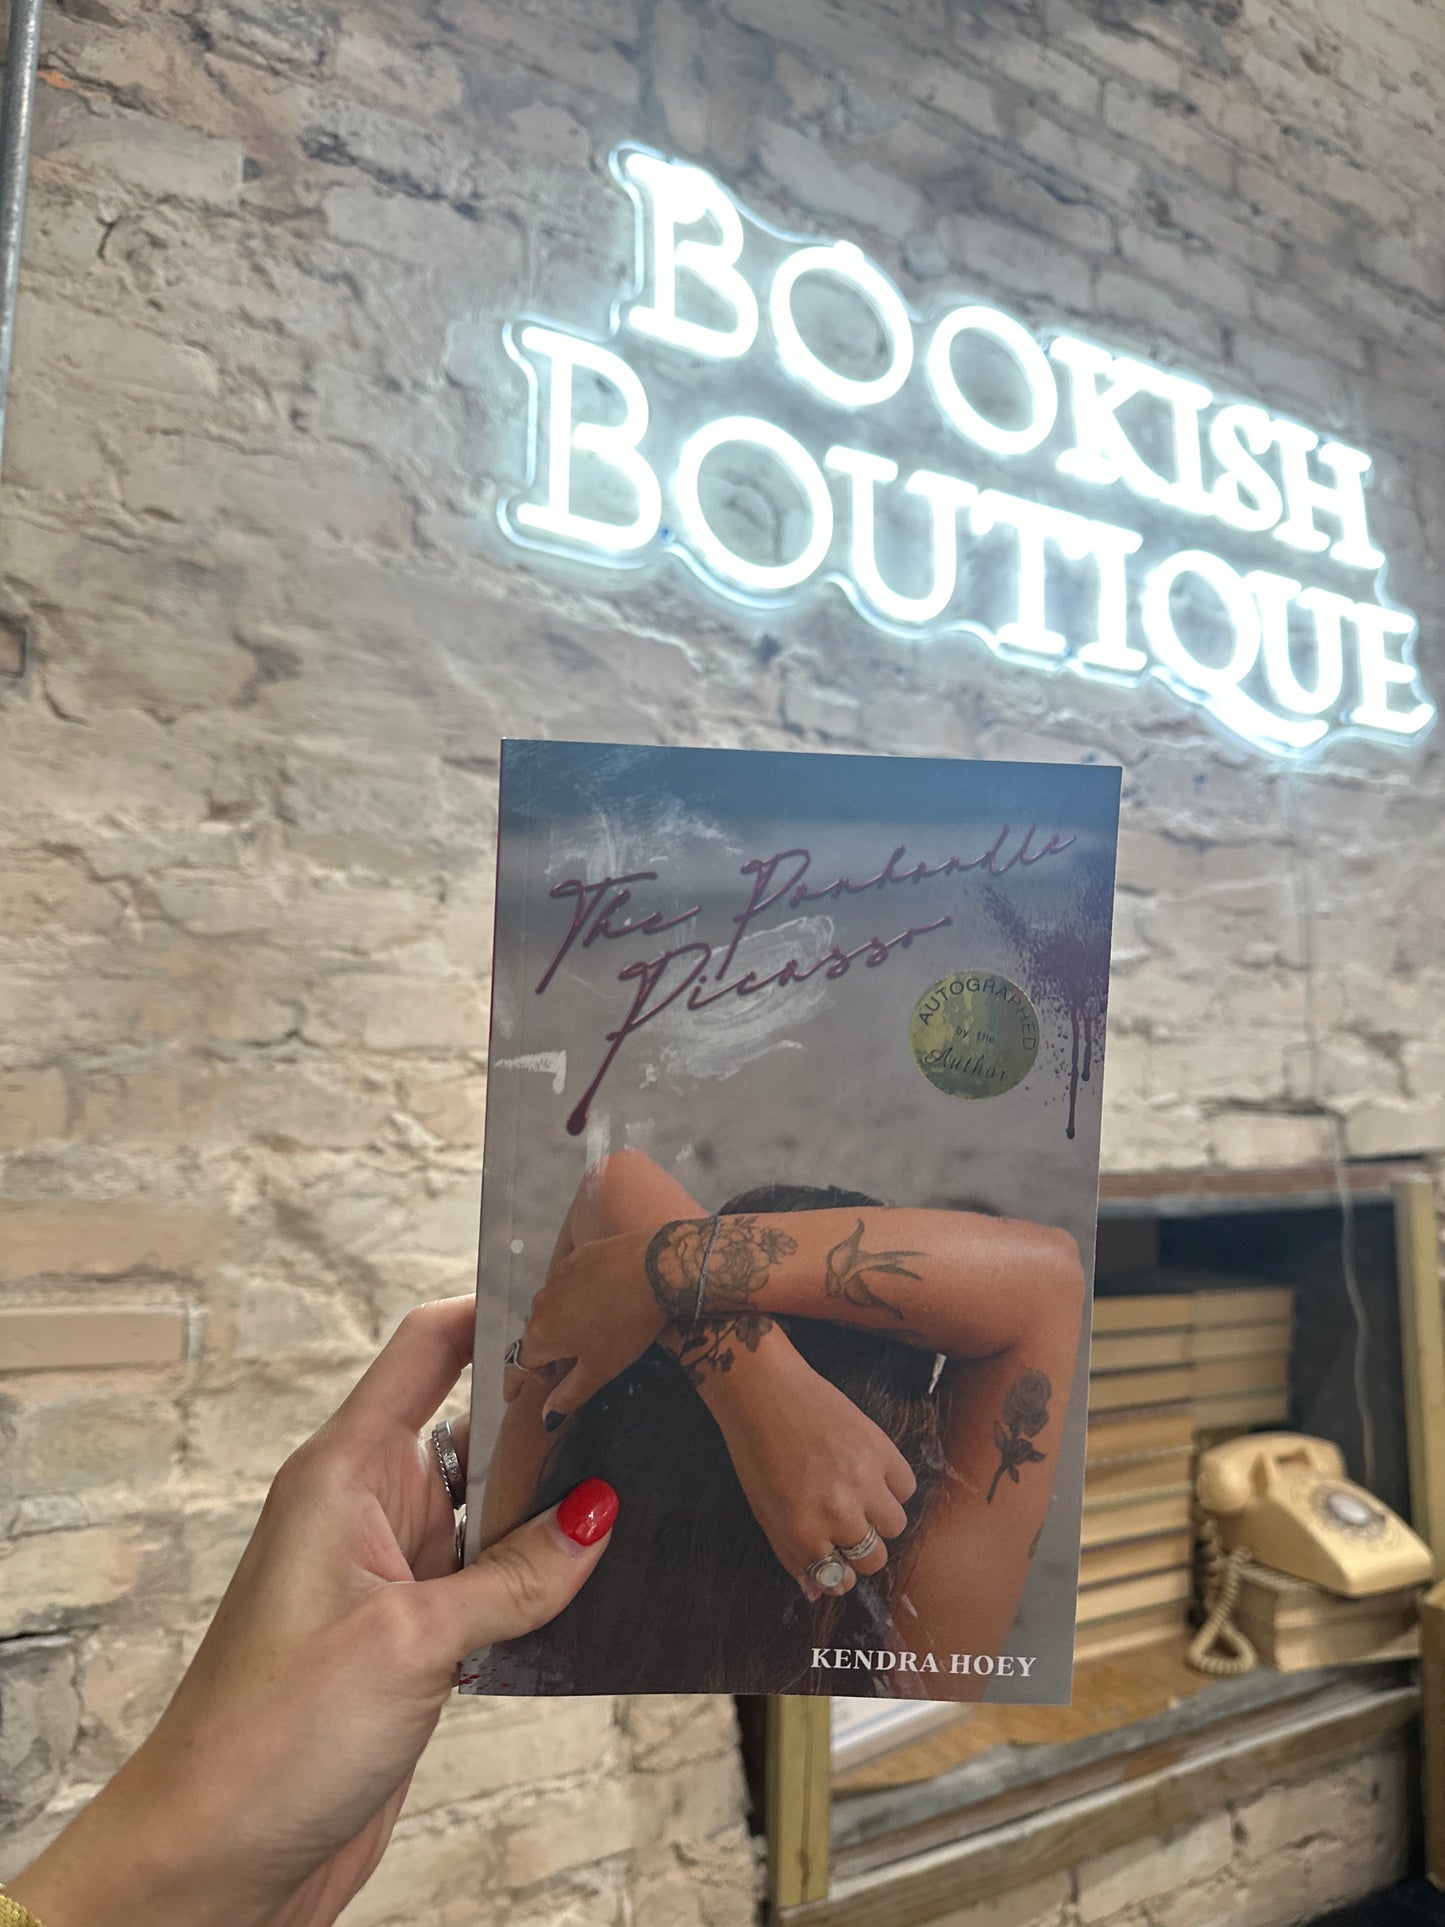 BOOKISH
BOUTIQUE
The Panhandle
Picasso
AUTOGRAPHED
by the
Author
KENDRA HOEY